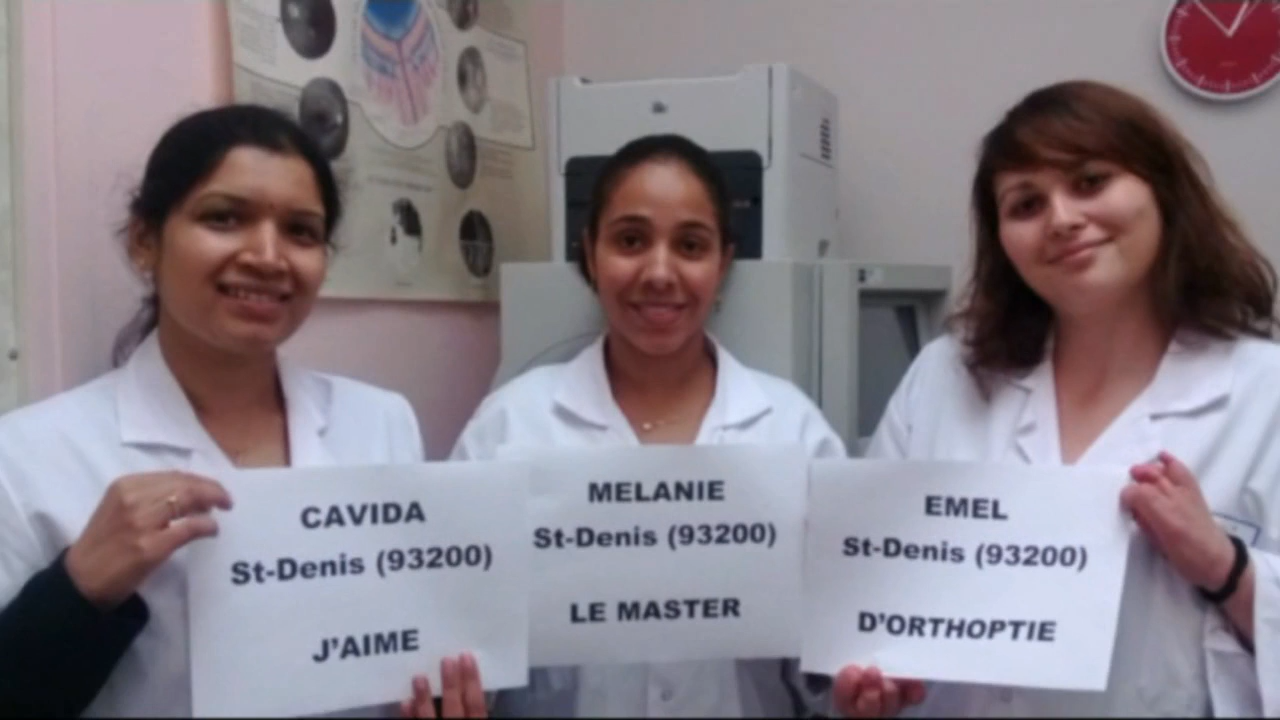 CAVIDA
St-Denis (93200)
J'AIME
MELANIE
St-Denis (93200)
LE MASTER
EMEL
St-Denis (93200)
D'ORTHOPTIE